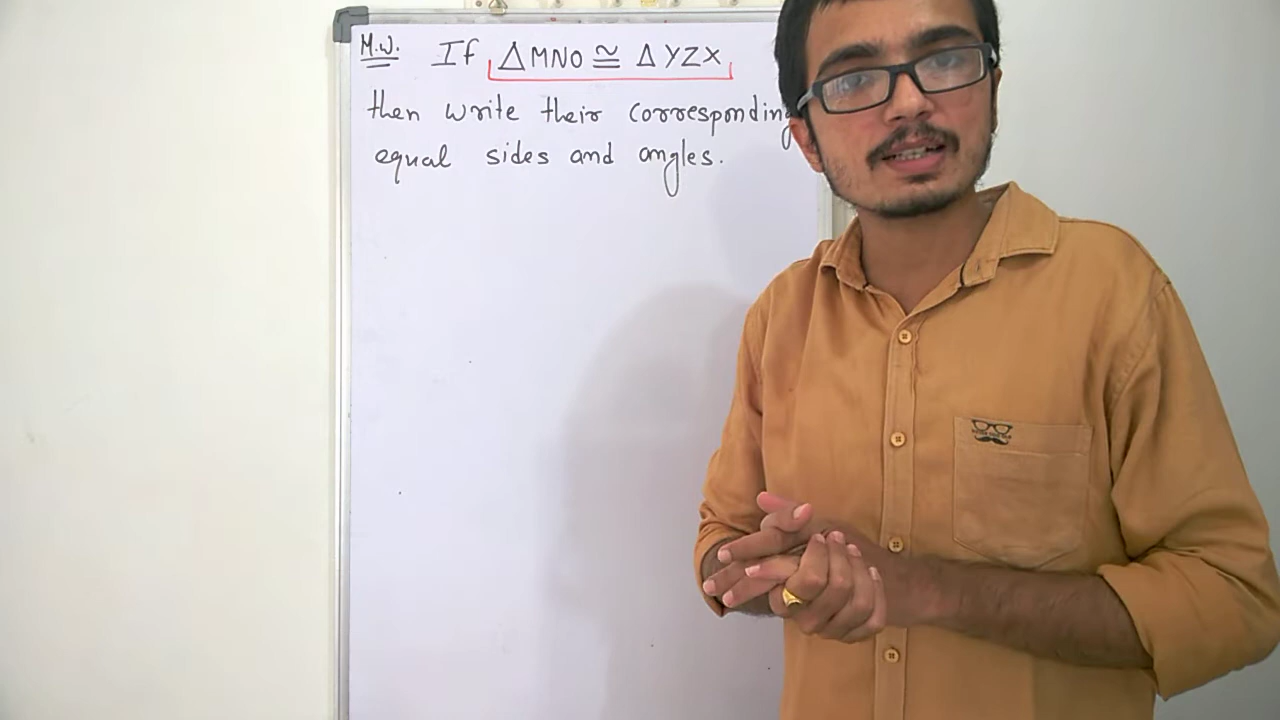 M.W. If ΔMNO ≅ ΔYZX
then write their corresponding
equal sides and angles.